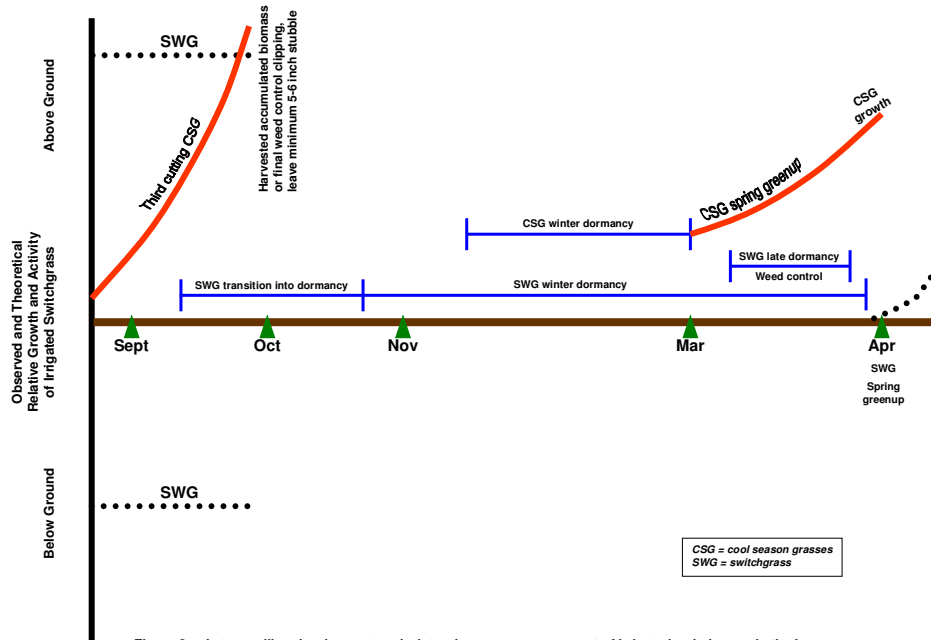 SWG
Harvested accumulated biomass
or final weed control clipping,
leave minimum 5-6 inch stubble
Above Ground
Third cutting CSG
CSG
growth
CSG spring greenup
CSG winter dormancy
SWG late dormancy
Weed control
SWG transition into dormancy
SWG winter dormancy
Observed and Theoretical
Relative Growth and Activity
of Irrigated Switchgrass
Sept
Oct
Nov
Mar
Apr
SWG
Spring
greenup
Below Ground
SWG
CSG = cool season grasses
SWG = switchgrass